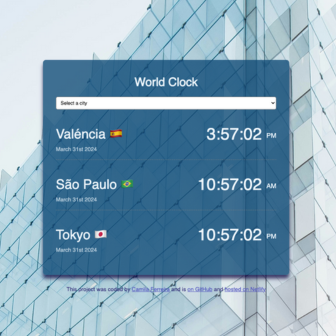 World Clock
Select a city
Valéncia 🇪🇸 3:57:02 PM
March 31st 2024
São Paulo 🇧🇷 10:57:02 AM
March 31st 2024
Tokyo 🇯🇵 10:57:02 PM
March 31st 2024
This project was coded by Camila Ferreira and is on GitHub and hosted on Netlify